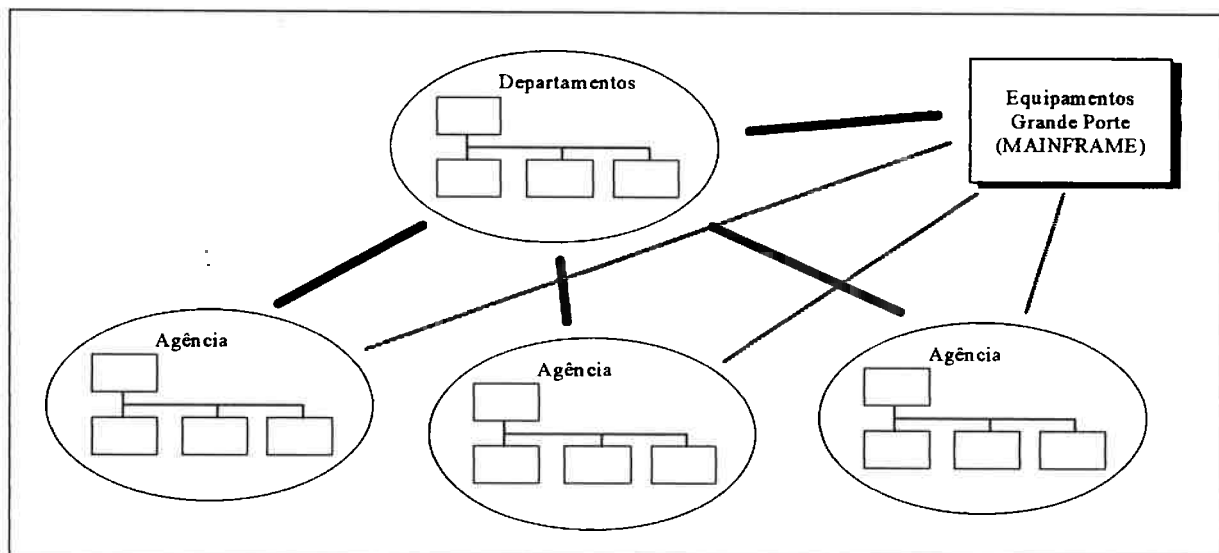 Departamentos
Equipamentos
Grande Porte
(MAINFRAME)
Agência
Agência
Agência